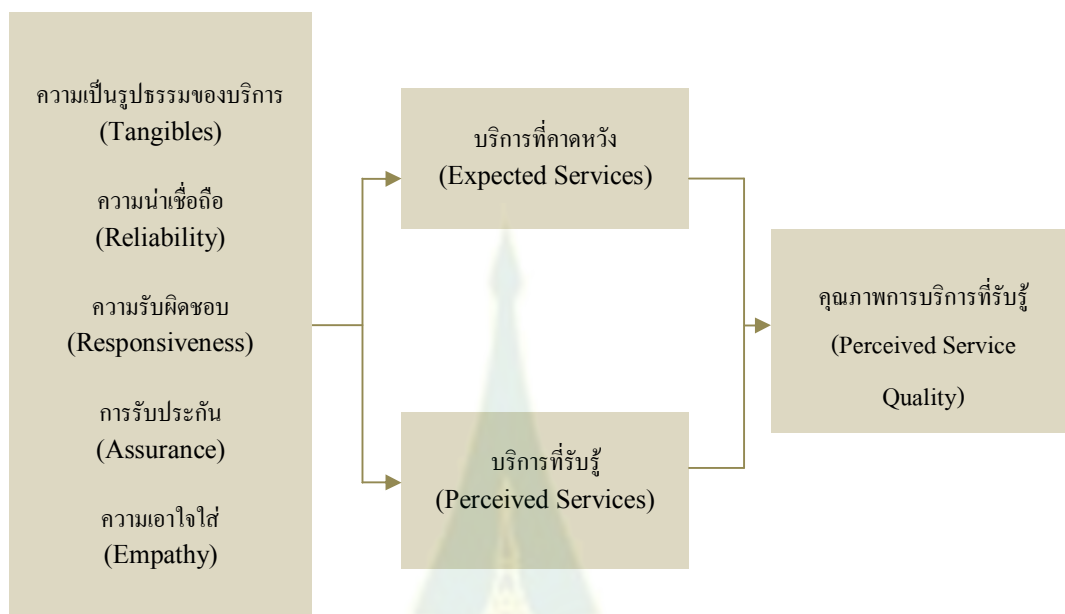 ความเป็นรูปธรรมของบริการ
(Tangibles)
ความน่าเชื่อถือ
(Reliability)
ความรับผิดชอบ
(Responsiveness)
การรับประกัน
(Assurance)
ความเอาใจใส่
(Empathy)
บริการที่คาดหวัง
(Expected Services)
บริการที่รับรู้
(Perceived Services)
คุณภาพการบริการที่รับรู้
(Perceived Service
Quality)